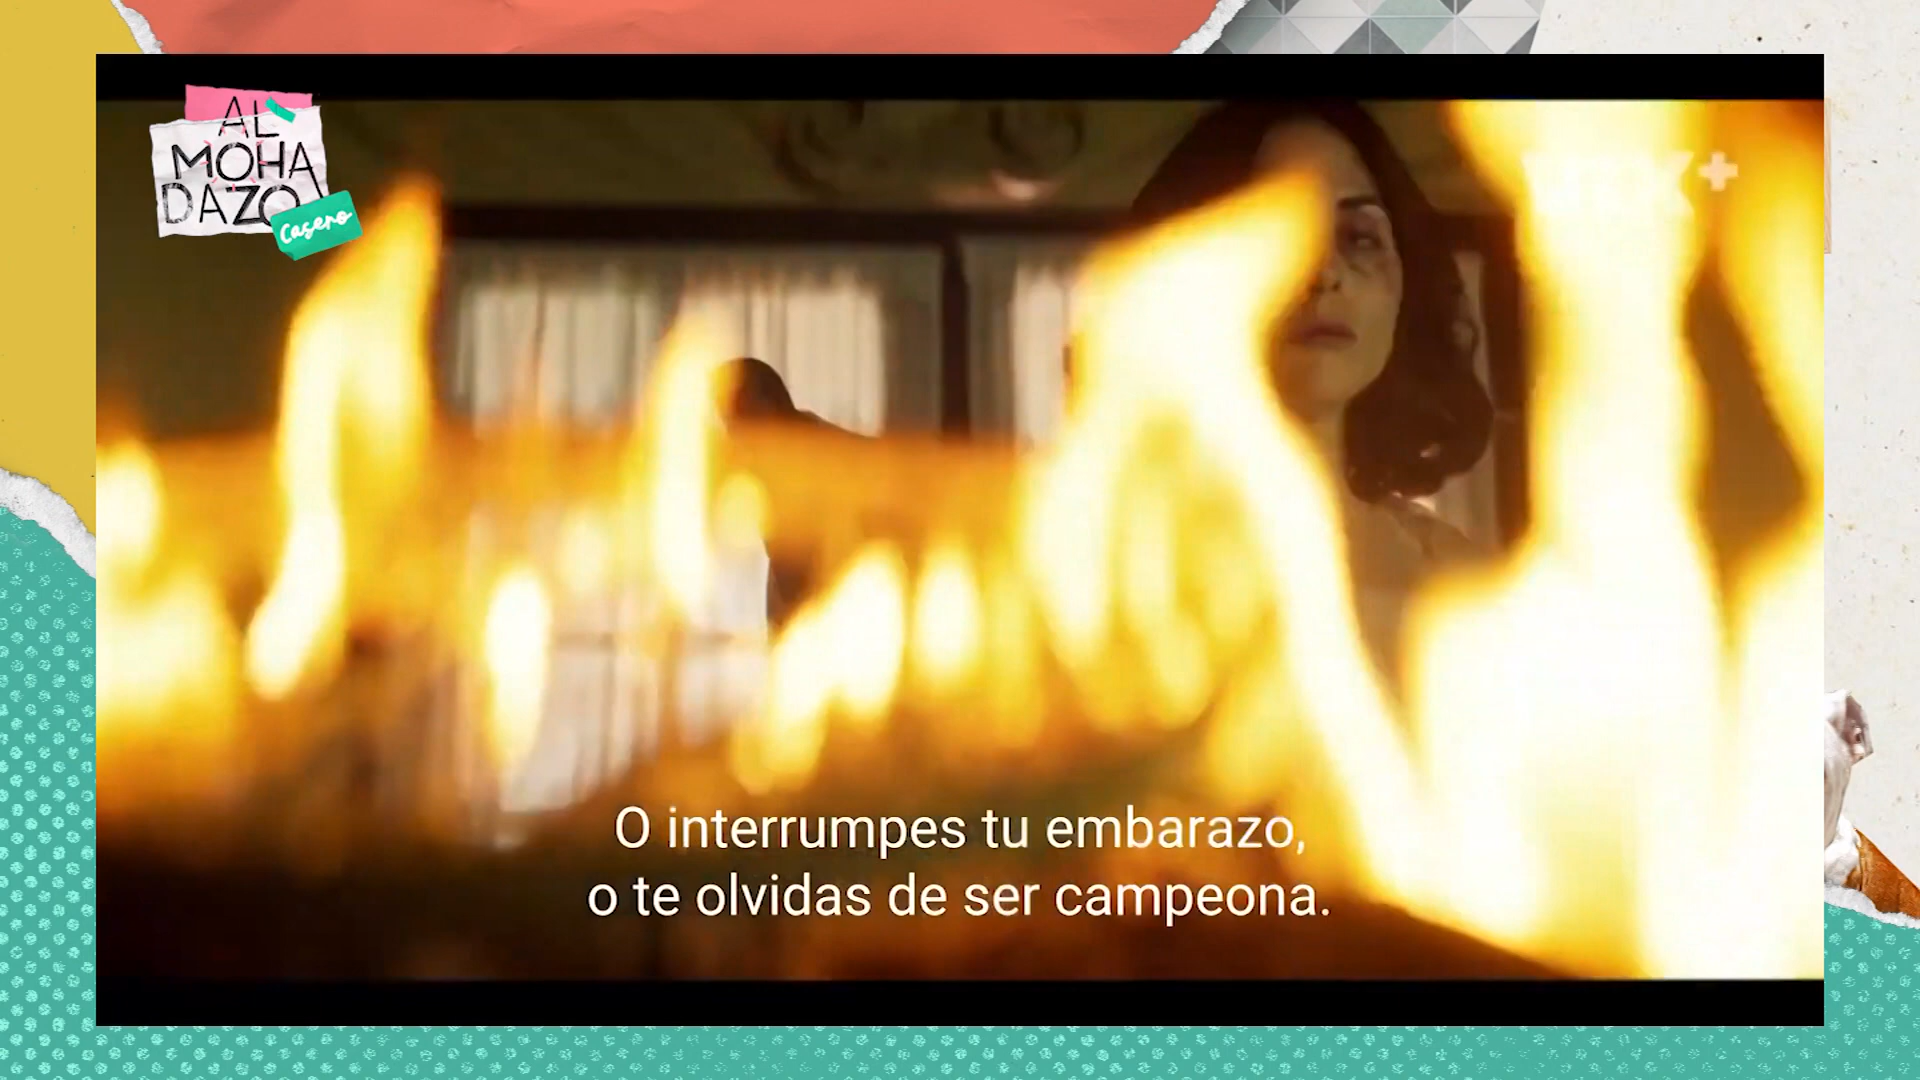 AL
MOHA
DAZO
Casero
O interrumpes tu embarazo,
o te olvidas de ser campeona.